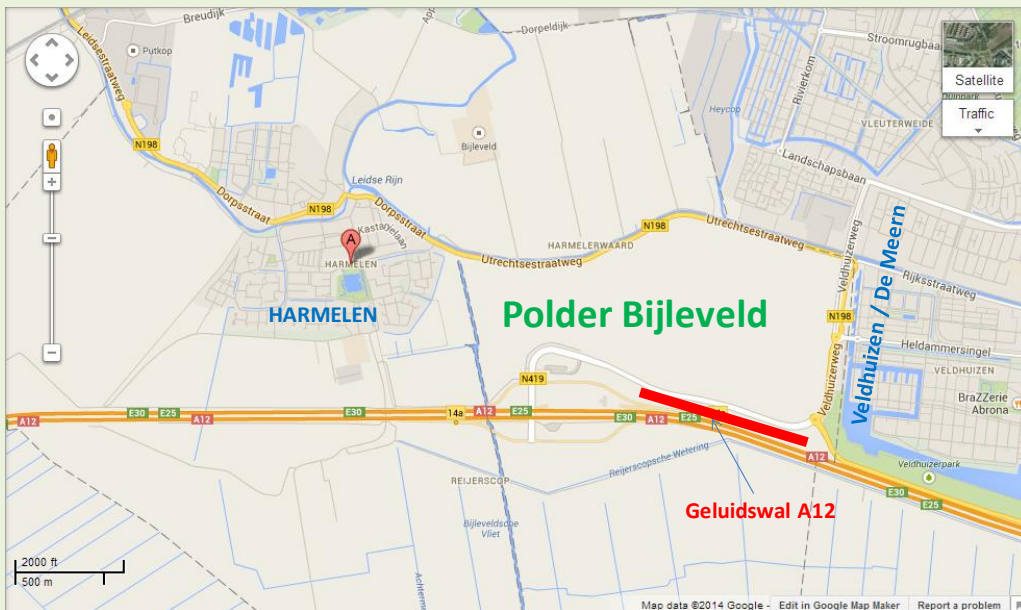 Breudijk
Leidsestraatweg
Putkop
Dorpeldijk
Stroomrugbaa
Rivierkom
Satellite
Traffic
Duinpark
VLEUTERWEIDE
Heycop
N198
Bijleveld
Landschapsbaan
Leidse Rijn
Dorpsstraat
N198
Kastanjelaan
Dorpsstraat
A
HARMELEN
HARMELERWAARD
N198
Utrechtsestraatweg
Utrechtsestraatweg
Veldhuizerweg
Rijksstraatweg
HARMELEN
Polder Bijleveld
Veldhuizen / De Meern
N198
Heldammersingel
Veldhuizerweg
VELDHUIZEN
N419
BraZZerie
Abrona
A12
E30
E25
A12
E30
14a
A12
E25
E30
A12
E25
A12
Reijerscopsche Wetering
Veldhuizerpark
REIJERSCOP
E30
E25
Geluidswal A12
Bijleveldsche
Vliet
2000 ft
500 m
Map data ©2014 Google -
Edit in Google Map Maker
Report a problem